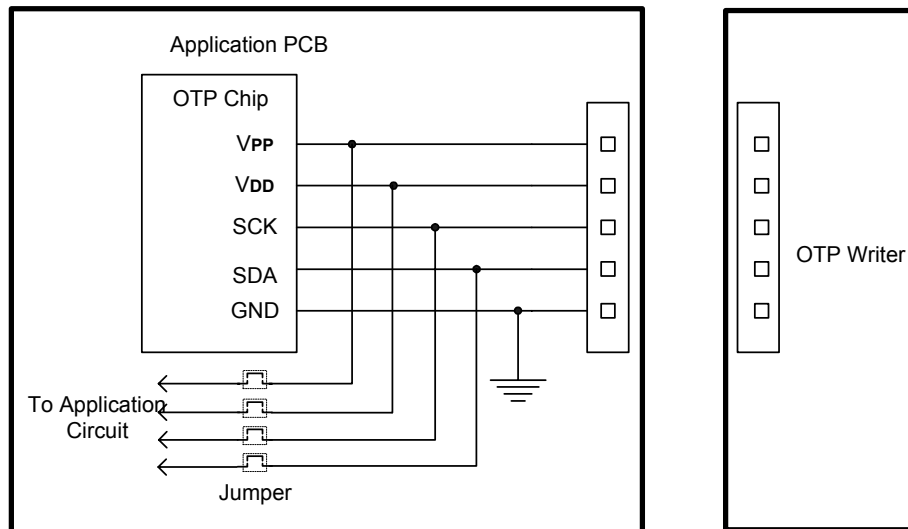 Application PCB
OTP Chip
VPP
VDD
SCK
SDA
GND
To Application
Circuit
Jumper
OTP Writer